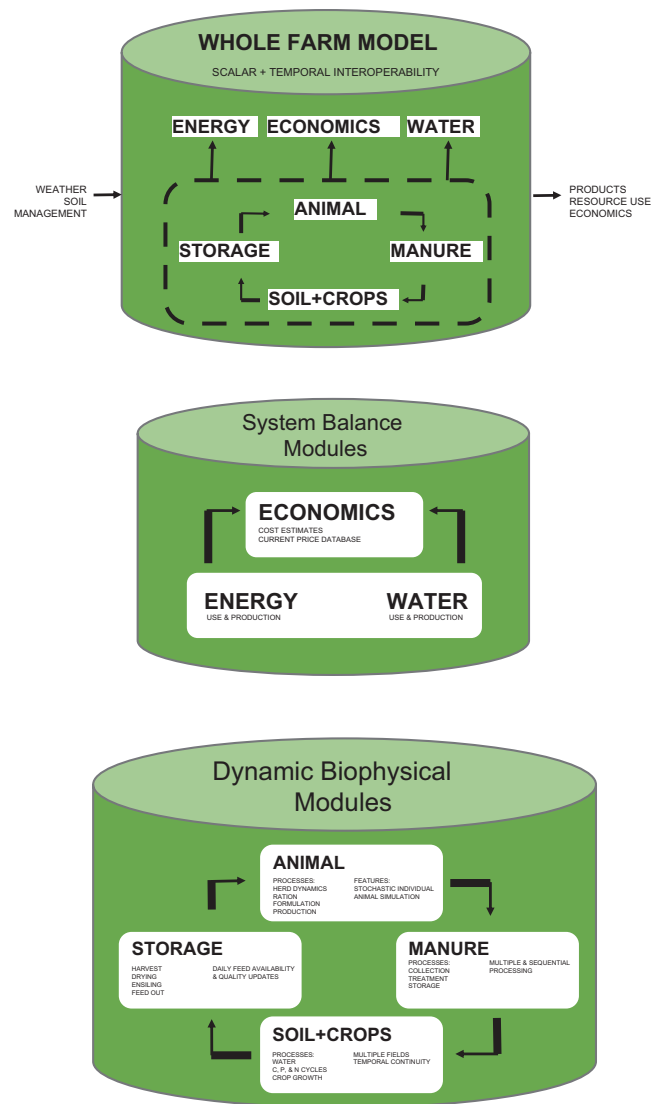 WHOLE FARM MODEL
SCALAR + TEMPORAL INTEROPERABILITY
ENERGY
ECONOMICS
WATER
WEATHER
SOIL
MANAGEMENT
PRODUCTS
RESOURCE USE
ECONOMICS
ANIMAL
STORAGE
MANURE
SOIL+CROPS
System Balance
Modules
ECONOMICS
COST ESTIMATES
CURRENT PRICE DATABASE
ENERGY
USE & PRODUCTION
WATER
USE & PRODUCTION
Dynamic Biophysical
Modules
ANIMAL
PROCESSES:
HERD DYNAMICS
RATION
FORMULATION
PRODUCTION
FEATURES:
STOCHASTIC INDIVIDUAL
ANIMAL SIMULATION
STORAGE
HARVEST
DRYING
ENSILING
FEED OUT
DAILY FEED AVAILABILITY
& QUALITY UPDATES
MANURE
PROCESSES:
COLLECTION
TREATMENT
STORAGE
MULTIPLE & SEQUENTIAL
PROCESSING
SOIL+CROPS
PROCESSES:
WATER
C, P, & N CYCLES
CROP GROWTH
MULTIPLE FIELDS
TEMPORAL CONTINUITY